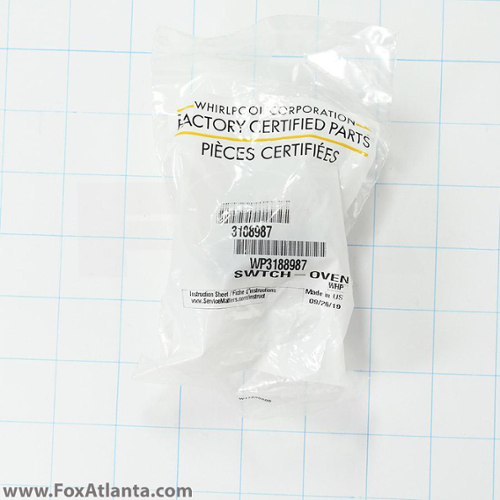 WHIRLPOOL CORPORATION
FACTORY CERTIFIED PARTS
PIÈCES CERTIFIÉES
3188987
WP3188987
SWTCH-OVEN
WHP
Instruction Sheet / Fiche d'instructions
Made in US
www.ServiceMatters.com/instruct
09/26/19
www.FoxAtlanta.com